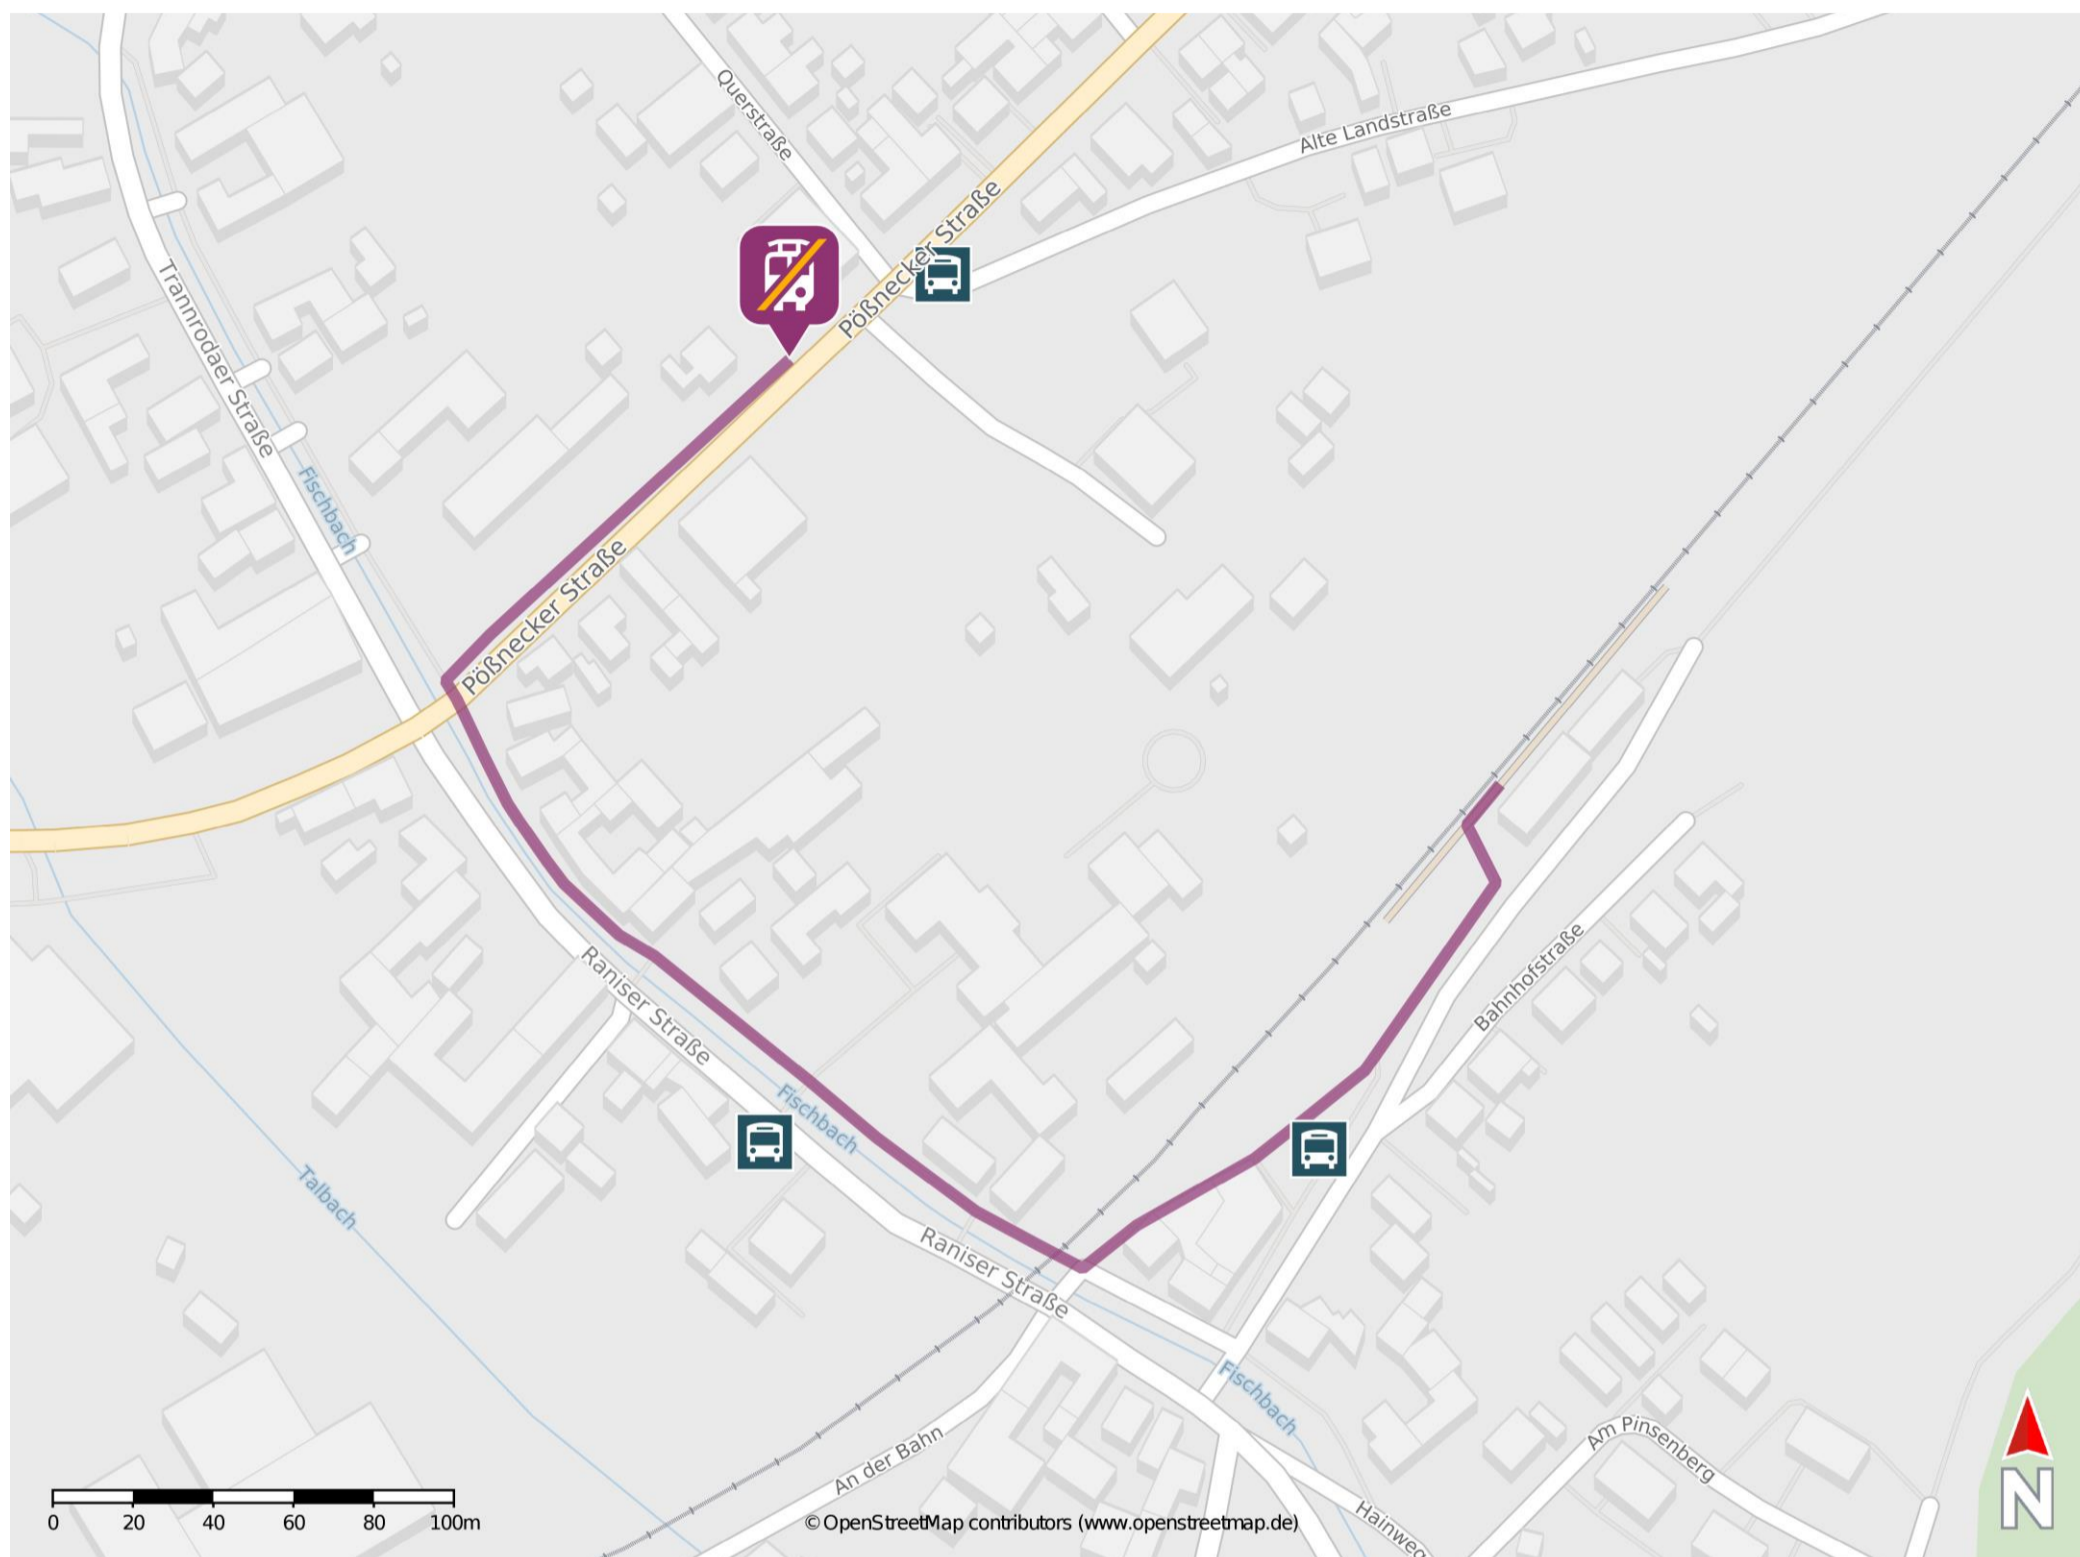 Querstraße
Alte Landstraße
Pößnecker Straße
Trannrodaer Straße
Fischbach
Pößnecker Straße
Raniser Straße
Bahnhofstraße
Fischbach
Talbach
Raniser Straße
Fischbach
An der Bahn
Am Pinsenberg
Hainweg
N
0 20 40 60 80 100m
© OpenStreetMap contributors (www.openstreetmap.de)